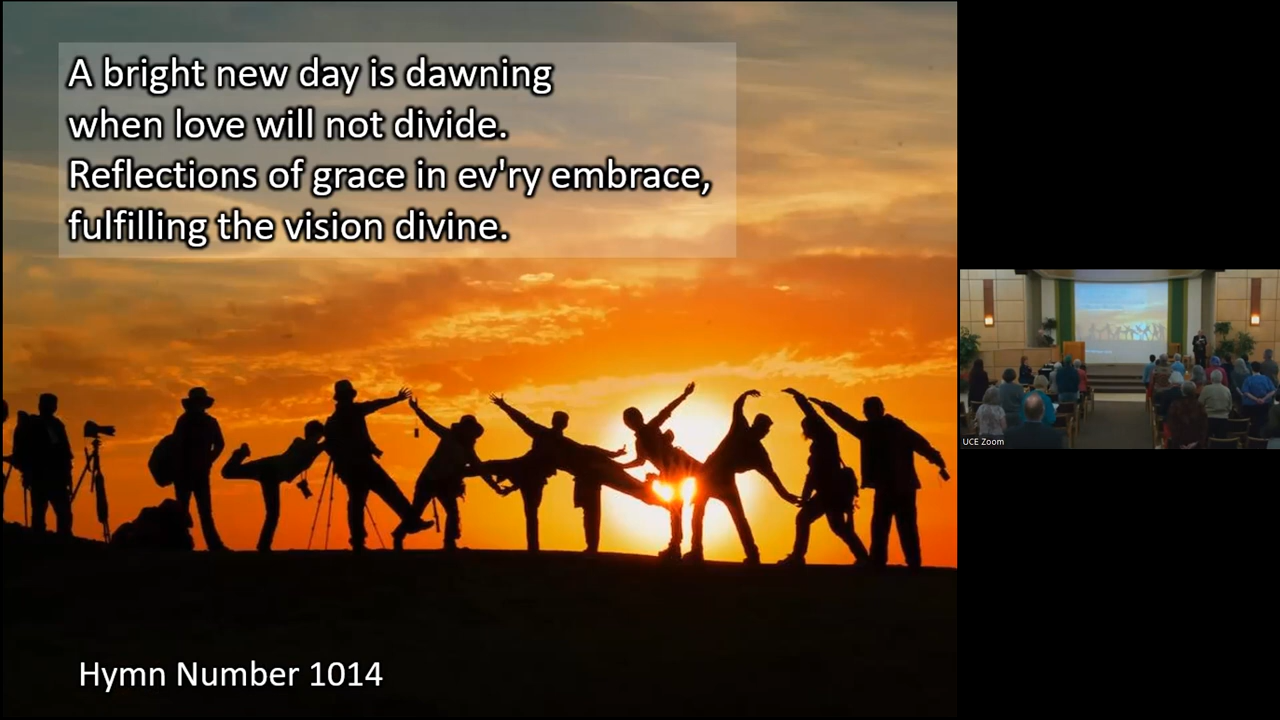 A bright new day is dawning
when love will not divide.
Reflections of grace in ev'ry embrace,
fulfilling the vision divine.
Hymn Number 1014
UCE Zoom